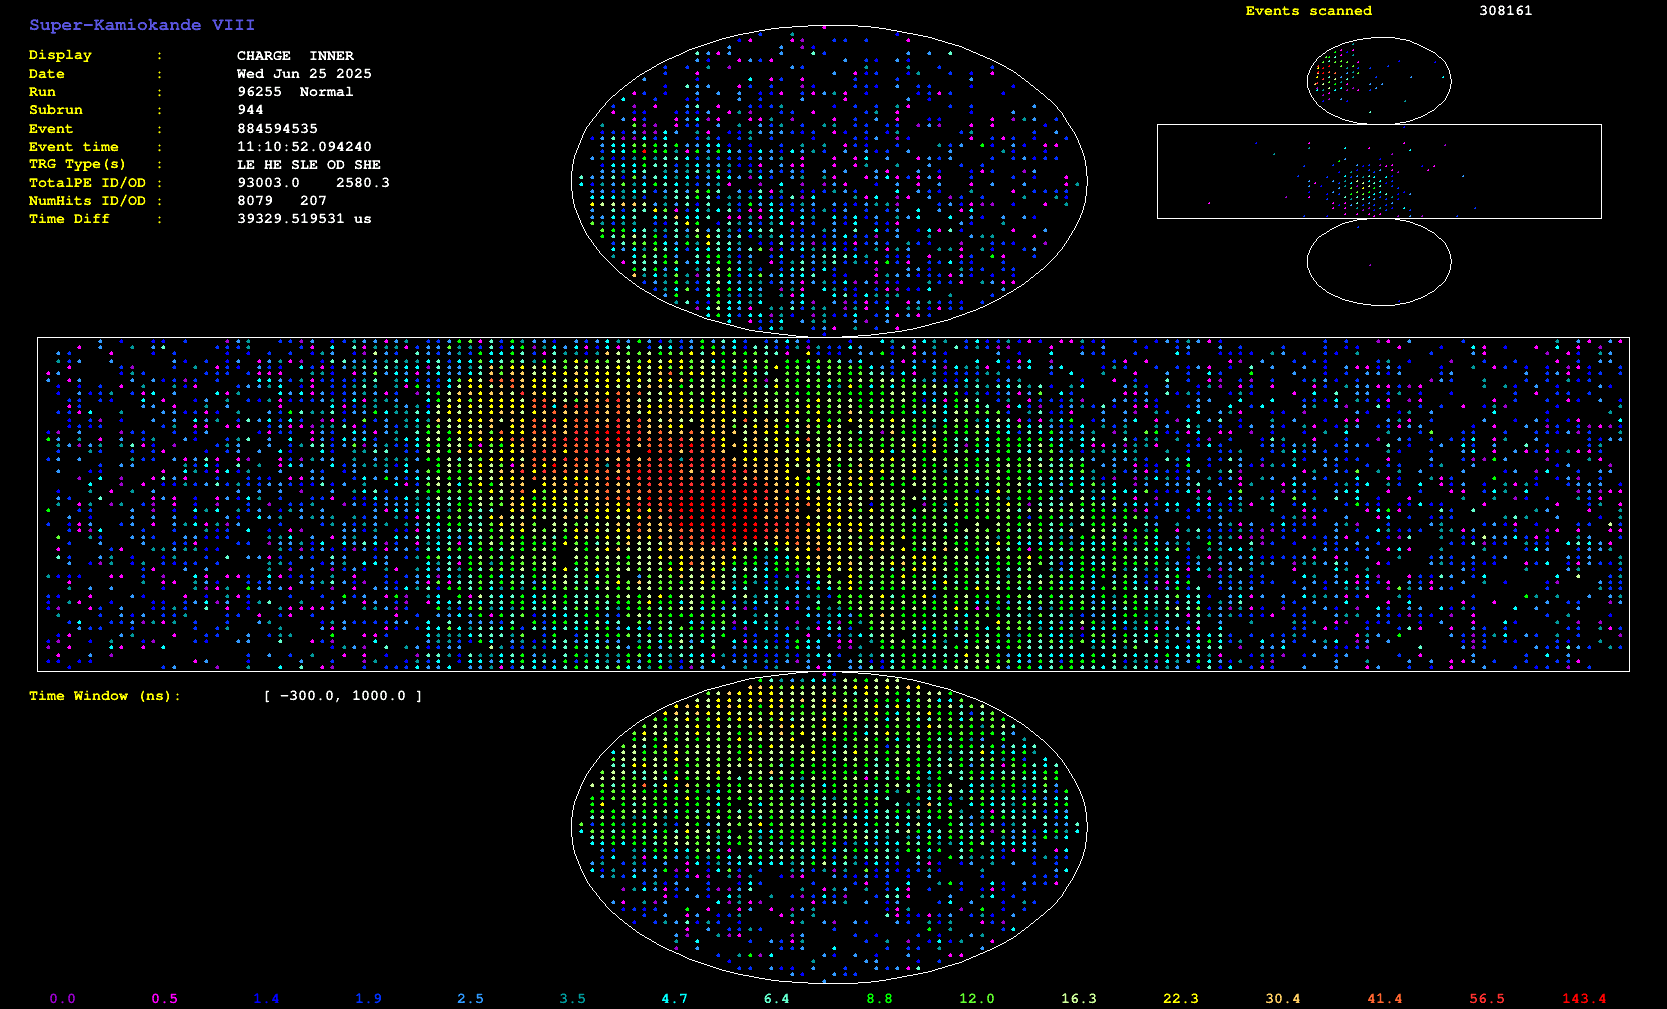 Super-Kamiokande VIII
Events scanned 308161
Display : CHARGE INNER
Date : Wed Jun 25 2025
Run : 96255 Normal
Subrun : 944
Event : 884594535
Event time : 11:10:52.094240
TRG Type(s) : LE HE SLE OD SHE
TotalPE ID/OD : 93003.0 2580.3
NumHits ID/OD : 8079 207
Time Diff : 39329.519531 us
Time Window (ns): [ -300.0, 1000.0 ]
0.0 0.5 1.4 1.9 2.5 3.5 4.7 6.4 8.8 12.0 16.3 22.3 30.4 41.4 56.5 143.4